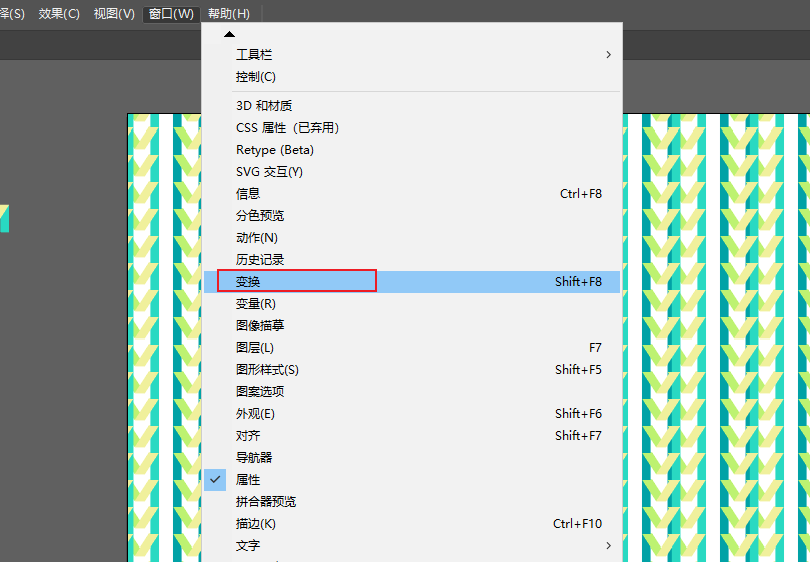 择(S) 效果(C) 视图(V) 窗口(W) 帮助(H)
工具栏
控制(C)
3D 和材质
CSS 属性（已弃用）
Retype (Beta)
SVG 交互(Y)
信息 Ctrl+F8
分色预览
动作(N)
历史记录
变换 Shift+F8
变量(R)
图像描摹
图层(L) F7
图形样式(S) Shift+F5
图案选项
外观(E) Shift+F6
对齐 Shift+F7
导航器
属性
拼合器预览
描边(K) Ctrl+F10
文字